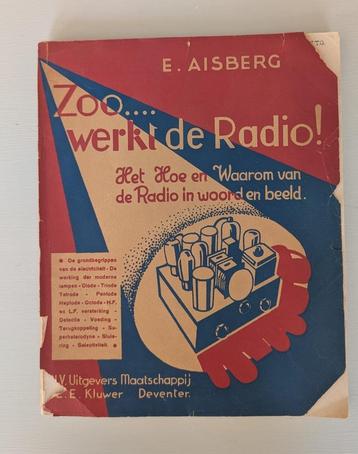 E. AISBERG
Zoo....
werkt de Radio!
Het Hoe en Waarom van
de Radio in woord en beeld.
• De grondbegrippen
van de electriciteit - De
werking der moderne
lampen - Diode - Triode
Tetrode - Penthode
Heptode - Octode - H.F.
en L.F. versterking -
Detectie - Voeding -
Terugkoppeling - Su-
perheterodyne - Sluie-
ring - Selectiviteit. •
N.V. Uitgevers Maatschappij
Æ. E. Kluwer Deventer.